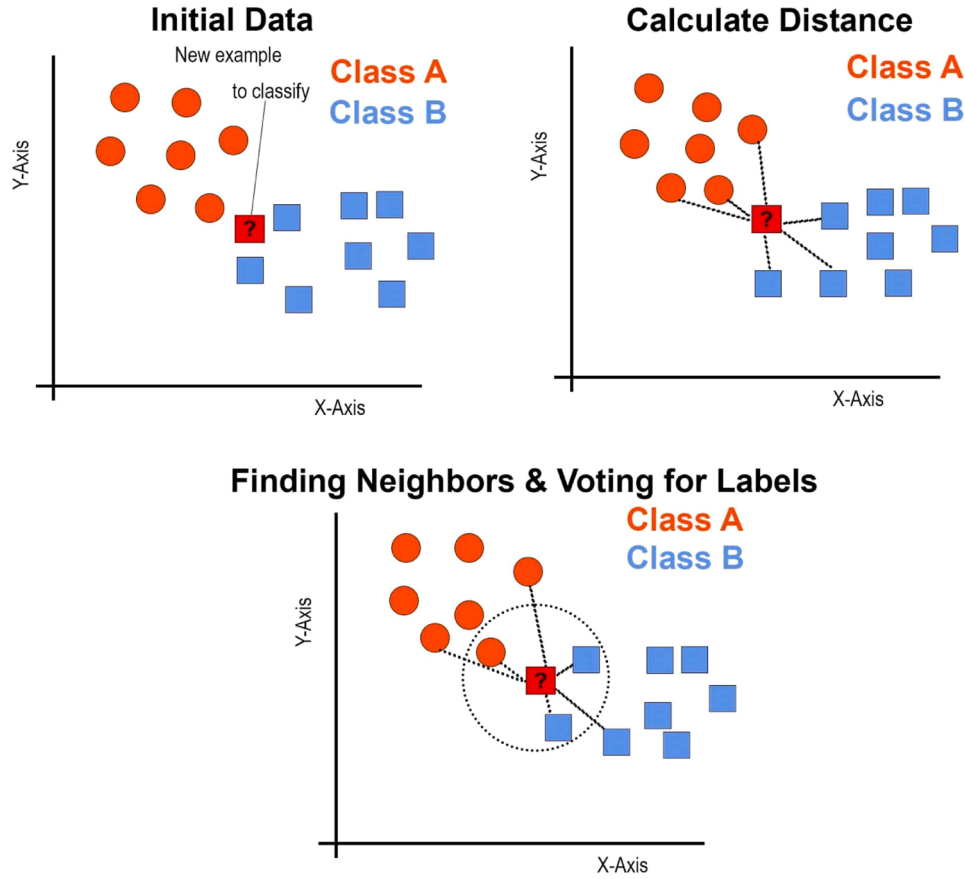 Initial Data
New example
to classify
Class A
Class B
Y-Axis
?
X-Axis
Calculate Distance
Class A
Class B
Y-Axis
?
X-Axis
Finding Neighbors & Voting for Labels
Class A
Class B
Y-Axis
?
X-Axis